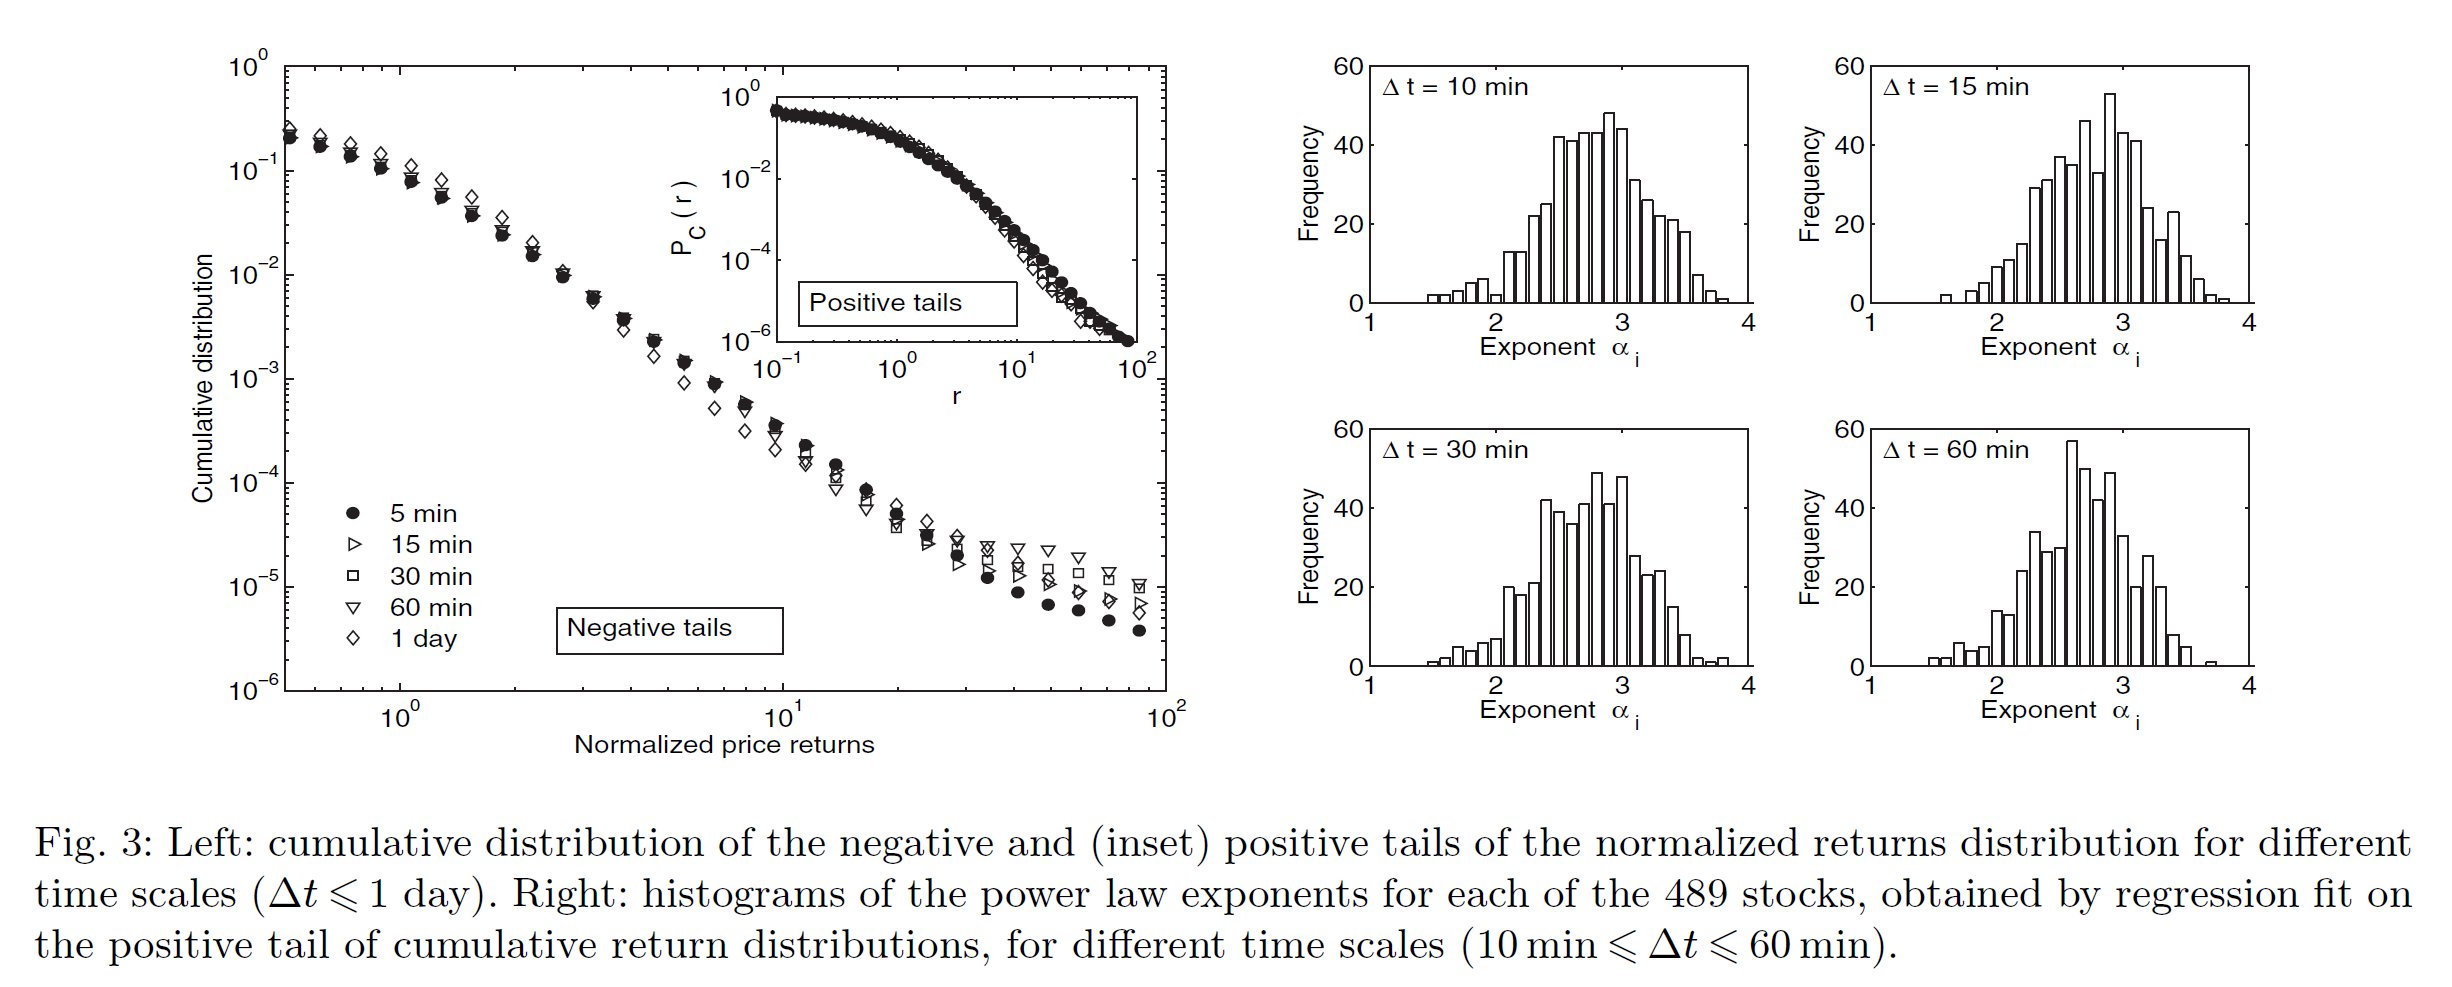 10^0
10^−1
10^−2
10^−3
10^−4
10^−5
10^−6
Cumulative distribution
5 min
15 min
30 min
60 min
1 day
Negative tails
10^0 10^1 10^2
Normalized price returns
10^0
10^−2
10^−4
10^−6
P_C ( r )
Positive tails
10^−1 10^0 10^1 10^2
r
60
40
20
0
Frequency
Δ t = 10 min
1 2 3 4
Exponent α_i
60
40
20
0
Frequency
Δ t = 15 min
1 2 3 4
Exponent α_i
60
40
20
0
Frequency
Δ t = 30 min
1 2 3 4
Exponent α_i
60
40
20
0
Frequency
Δ t = 60 min
1 2 3 4
Exponent α_i
Fig. 3: Left: cumulative distribution of the negative and (inset) positive tails of the normalized returns distribution for different
time scales (Δt ⩽ 1 day). Right: histograms of the power law exponents for each of the 489 stocks, obtained by regression fit on
the positive tail of cumulative return distributions, for different time scales (10 min ⩽ Δt ⩽ 60 min).